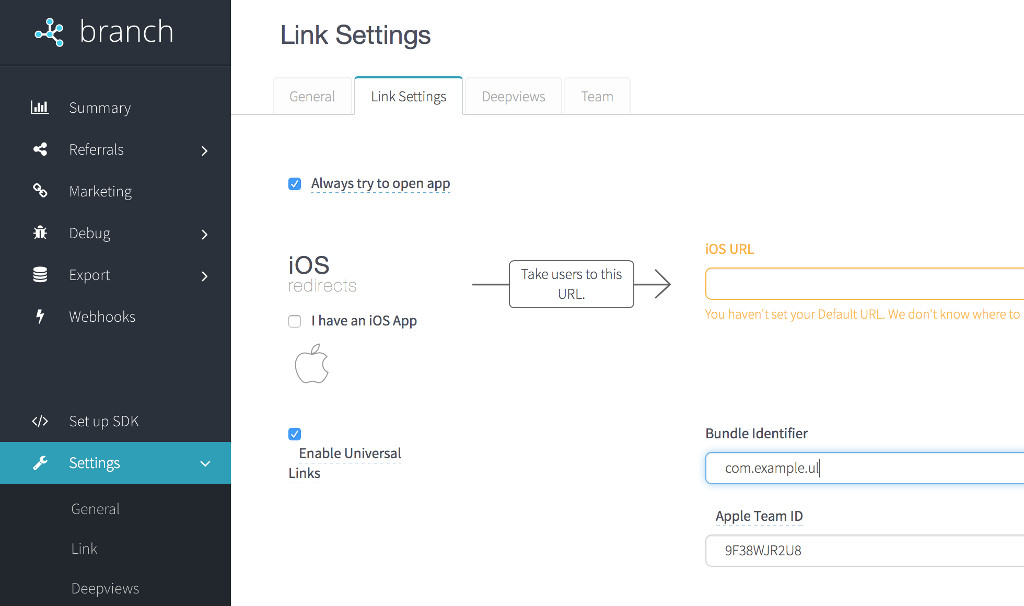 branch
Summary
Referrals
Marketing
Debug
Export
Webhooks
Set up SDK
Settings
General
Link
Deepviews
Link Settings
General
Link Settings
Deepviews
Team
Always try to open app
iOS
redirects
I have an iOS App
Take users to this
URL.
iOS URL
You haven't set your Default URL. We don't know where to
Enable Universal
Links
Bundle Identifier
com.example.ul
Apple Team ID
9F38WJR2U8